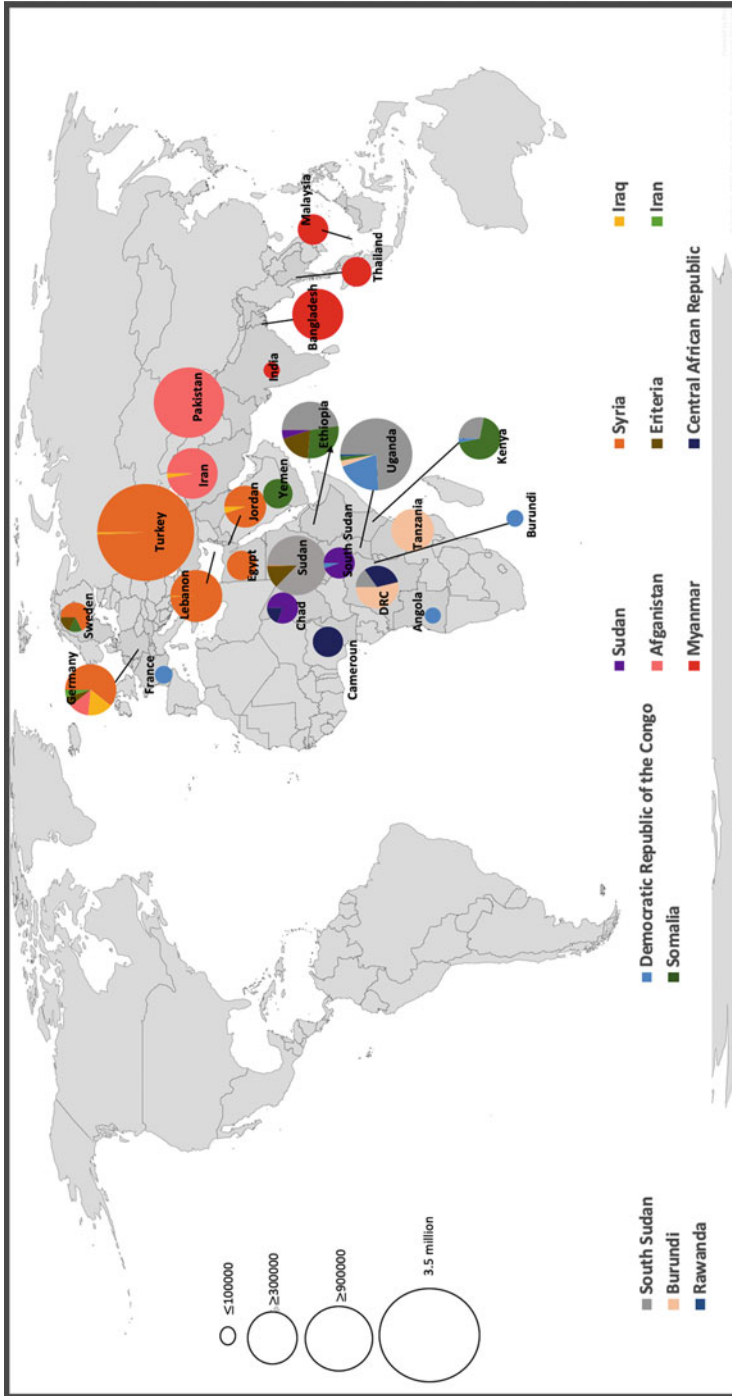 ≤100000
≥300000
≥900000
3.5 million
Germany
Sweden
France
Turkey
Lebanon
Iran
Pakistan
Jordan
Egypt
Yemen
India
Bangladesh
Thailand
Malaysia
Sudan
Ethiopia
Chad
South Sudan
Uganda
Cameroun
DRC
Kenya
Tanzania
Angola
Burundi
South Sudan
Democratic Republic of the Congo
Sudan
Syria
Iraq
Burundi
Somalia
Afganistan
Eriteria
Iran
Rawanda
Myanmar
Central African Republic